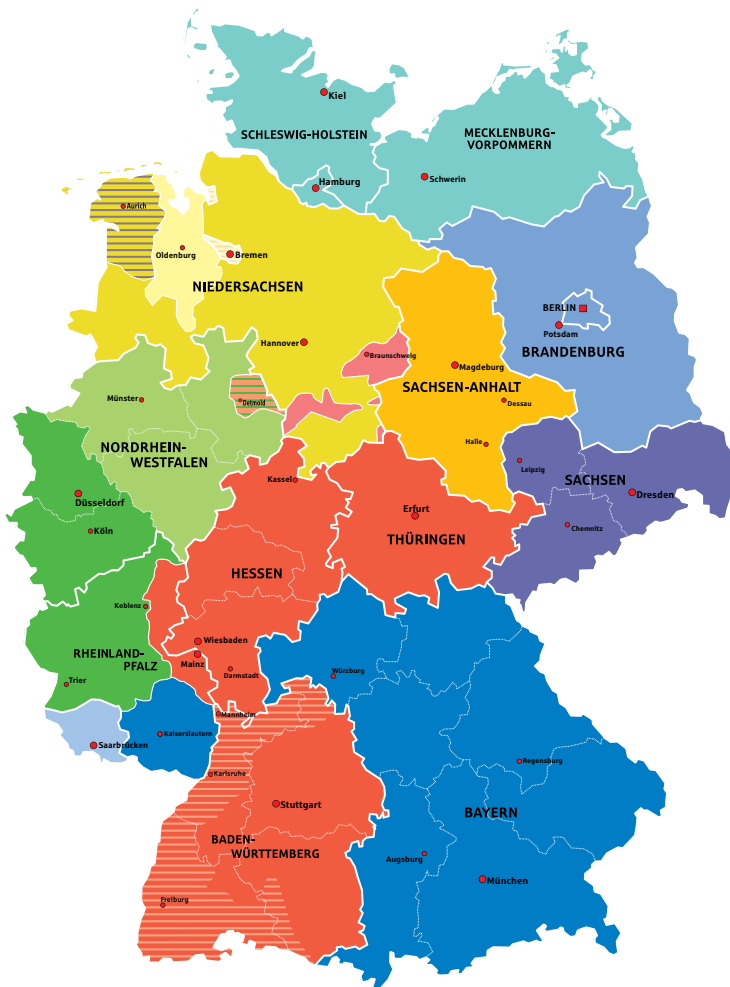 Kiel
SCHLESWIG-HOLSTEIN
MECKLENBURG-
VORPOMMERN
Schwerin
Hamburg
Aurich
Oldenburg
Bremen
NIEDERSACHSEN
BERLIN
Potsdam
BRANDENBURG
Hannover
Braunschweig
Magdeburg
SACHSEN-ANHALT
Dessau
Münster
Detmold
Halle
NORDRHEIN-
WESTFALEN
Leipzig
SACHSEN
Dresden
Kassel
Düsseldorf
Erfurt
Köln
Chemnitz
THÜRINGEN
HESSEN
Koblenz
Wiesbaden
RHEINLAND-
PFALZ
Mainz
Darmstadt
Würzburg
Trier
Mannheim
Kaiserslautern
Saarbrücken
Regensburg
Karlsruhe
Stuttgart
BAYERN
BADEN-
WÜRTTEMBERG
Augsburg
München
Freiburg